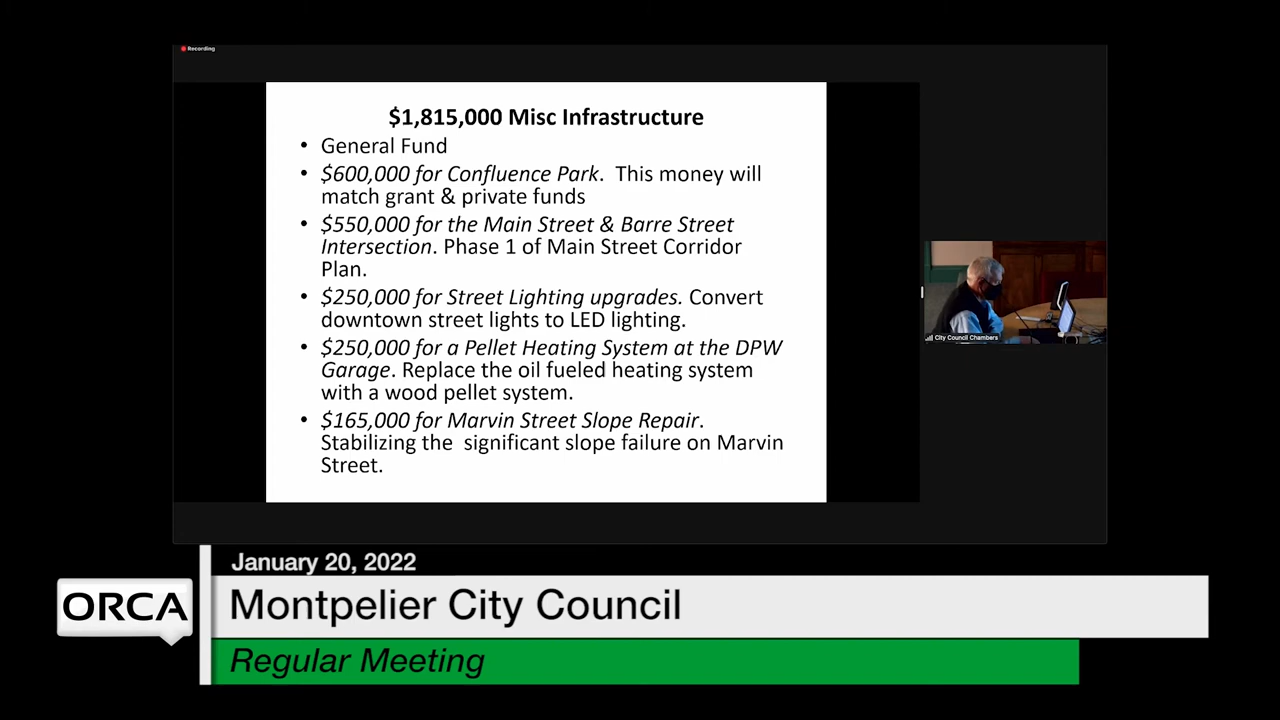 Recording
$1,815,000 Misc Infrastructure
• General Fund
• $600,000 for Confluence Park. This money will
match grant & private funds
• $550,000 for the Main Street & Barre Street
Intersection. Phase 1 of Main Street Corridor
Plan.
• $250,000 for Street Lighting upgrades. Convert
downtown street lights to LED lighting.
• $250,000 for a Pellet Heating System at the DPW
Garage. Replace the oil fueled heating system
with a wood pellet system.
• $165,000 for Marvin Street Slope Repair.
Stabilizing the  significant slope failure on Marvin
Street.
City Council Chambers
January 20, 2022
ORCA
Montpelier City Council
Regular Meeting